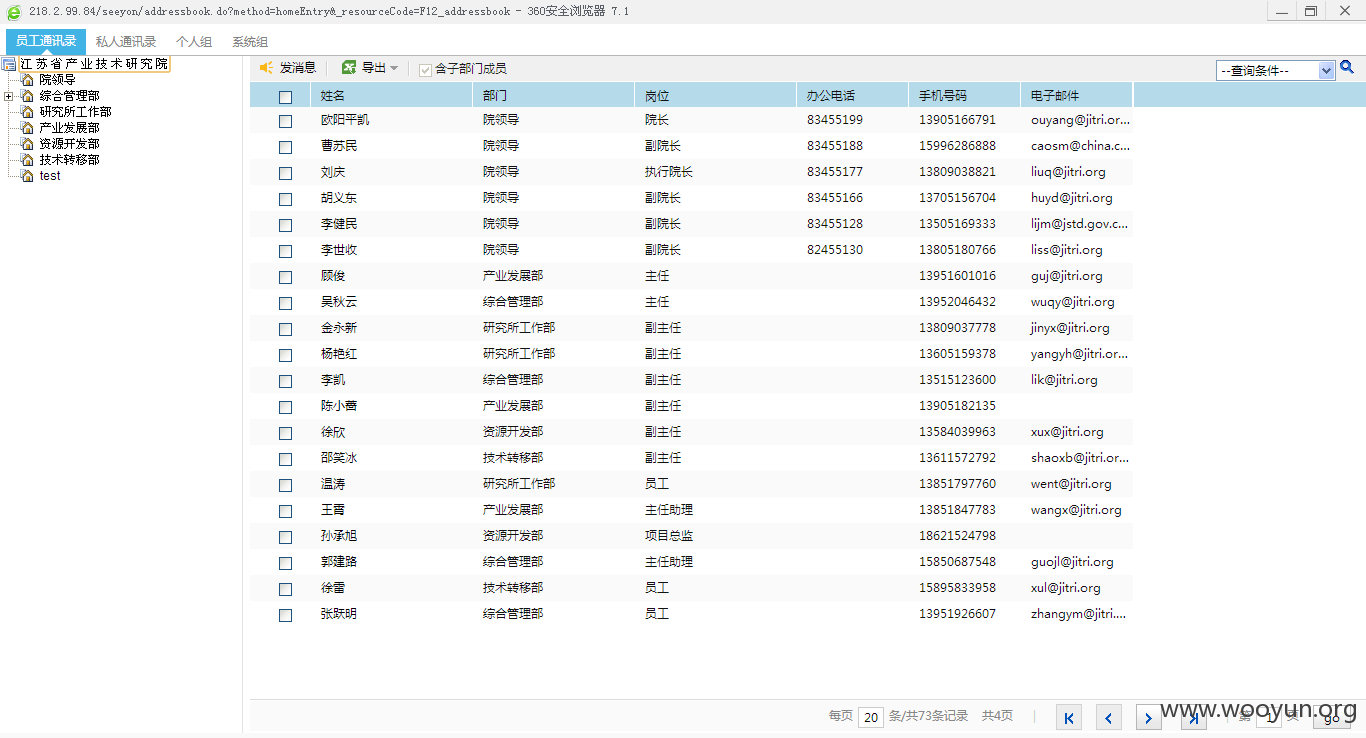 218.2.99.84/seeyon/addressbook.do?method=homeEntry&_resourceCode=F12_addressbook - 360安全浏览器 7.1
员工通讯录 私人通讯录 个人组 系统组
江苏省产业技术研究院
院领导
综合管理部
研究所工作部
产业发展部
资源开发部
技术转移部
test
发消息 导出 含子部门成员 --查询条件--
姓名 部门 岗位 办公电话 手机号码 电子邮件
欧阳平凯 院领导 院长 83455199 13905166791 ouyang@jitri.or...
曹苏民 院领导 副院长 83455188 15996286888 caosm@china.c...
刘庆 院领导 执行院长 83455177 13809038821 liuq@jitri.org
胡义东 院领导 副院长 83455166 13705156704 huyd@jitri.org
李健民 院领导 副院长 83455128 13505169333 lijm@jstd.gov.c...
李世收 院领导 副院长 82455130 13805180766 liss@jitri.org
顾俊 产业发展部 主任 13951601016 guj@jitri.org
吴秋云 综合管理部 主任 13952046432 wuqy@jitri.org
金永新 研究所工作部 副主任 13809037778 jinyx@jitri.org
杨艳红 研究所工作部 副主任 13605159378 yangyh@jitri.or...
李凯 综合管理部 副主任 13515123600 lik@jitri.org
陈小蔷 产业发展部 副主任 13905182135
徐欣 资源开发部 副主任 13584039963 xux@jitri.org
邵笑冰 技术转移部 副主任 13611572792 shaoxb@jitri.or...
温涛 研究所工作部 员工 13851797760 went@jitri.org
王霄 产业发展部 主任助理 13851847783 wangx@jitri.org
孙承旭 资源开发部 项目总监 18621524798
郭建路 综合管理部 主任助理 15850687548 guojl@jitri.org
徐雷 技术转移部 员工 15895833958 xul@jitri.org
张跃明 综合管理部 员工 13951926607 zhangym@jitri....
每页 20 条/共73条记录 共4页 第 1 页 go
www.wooyun.org